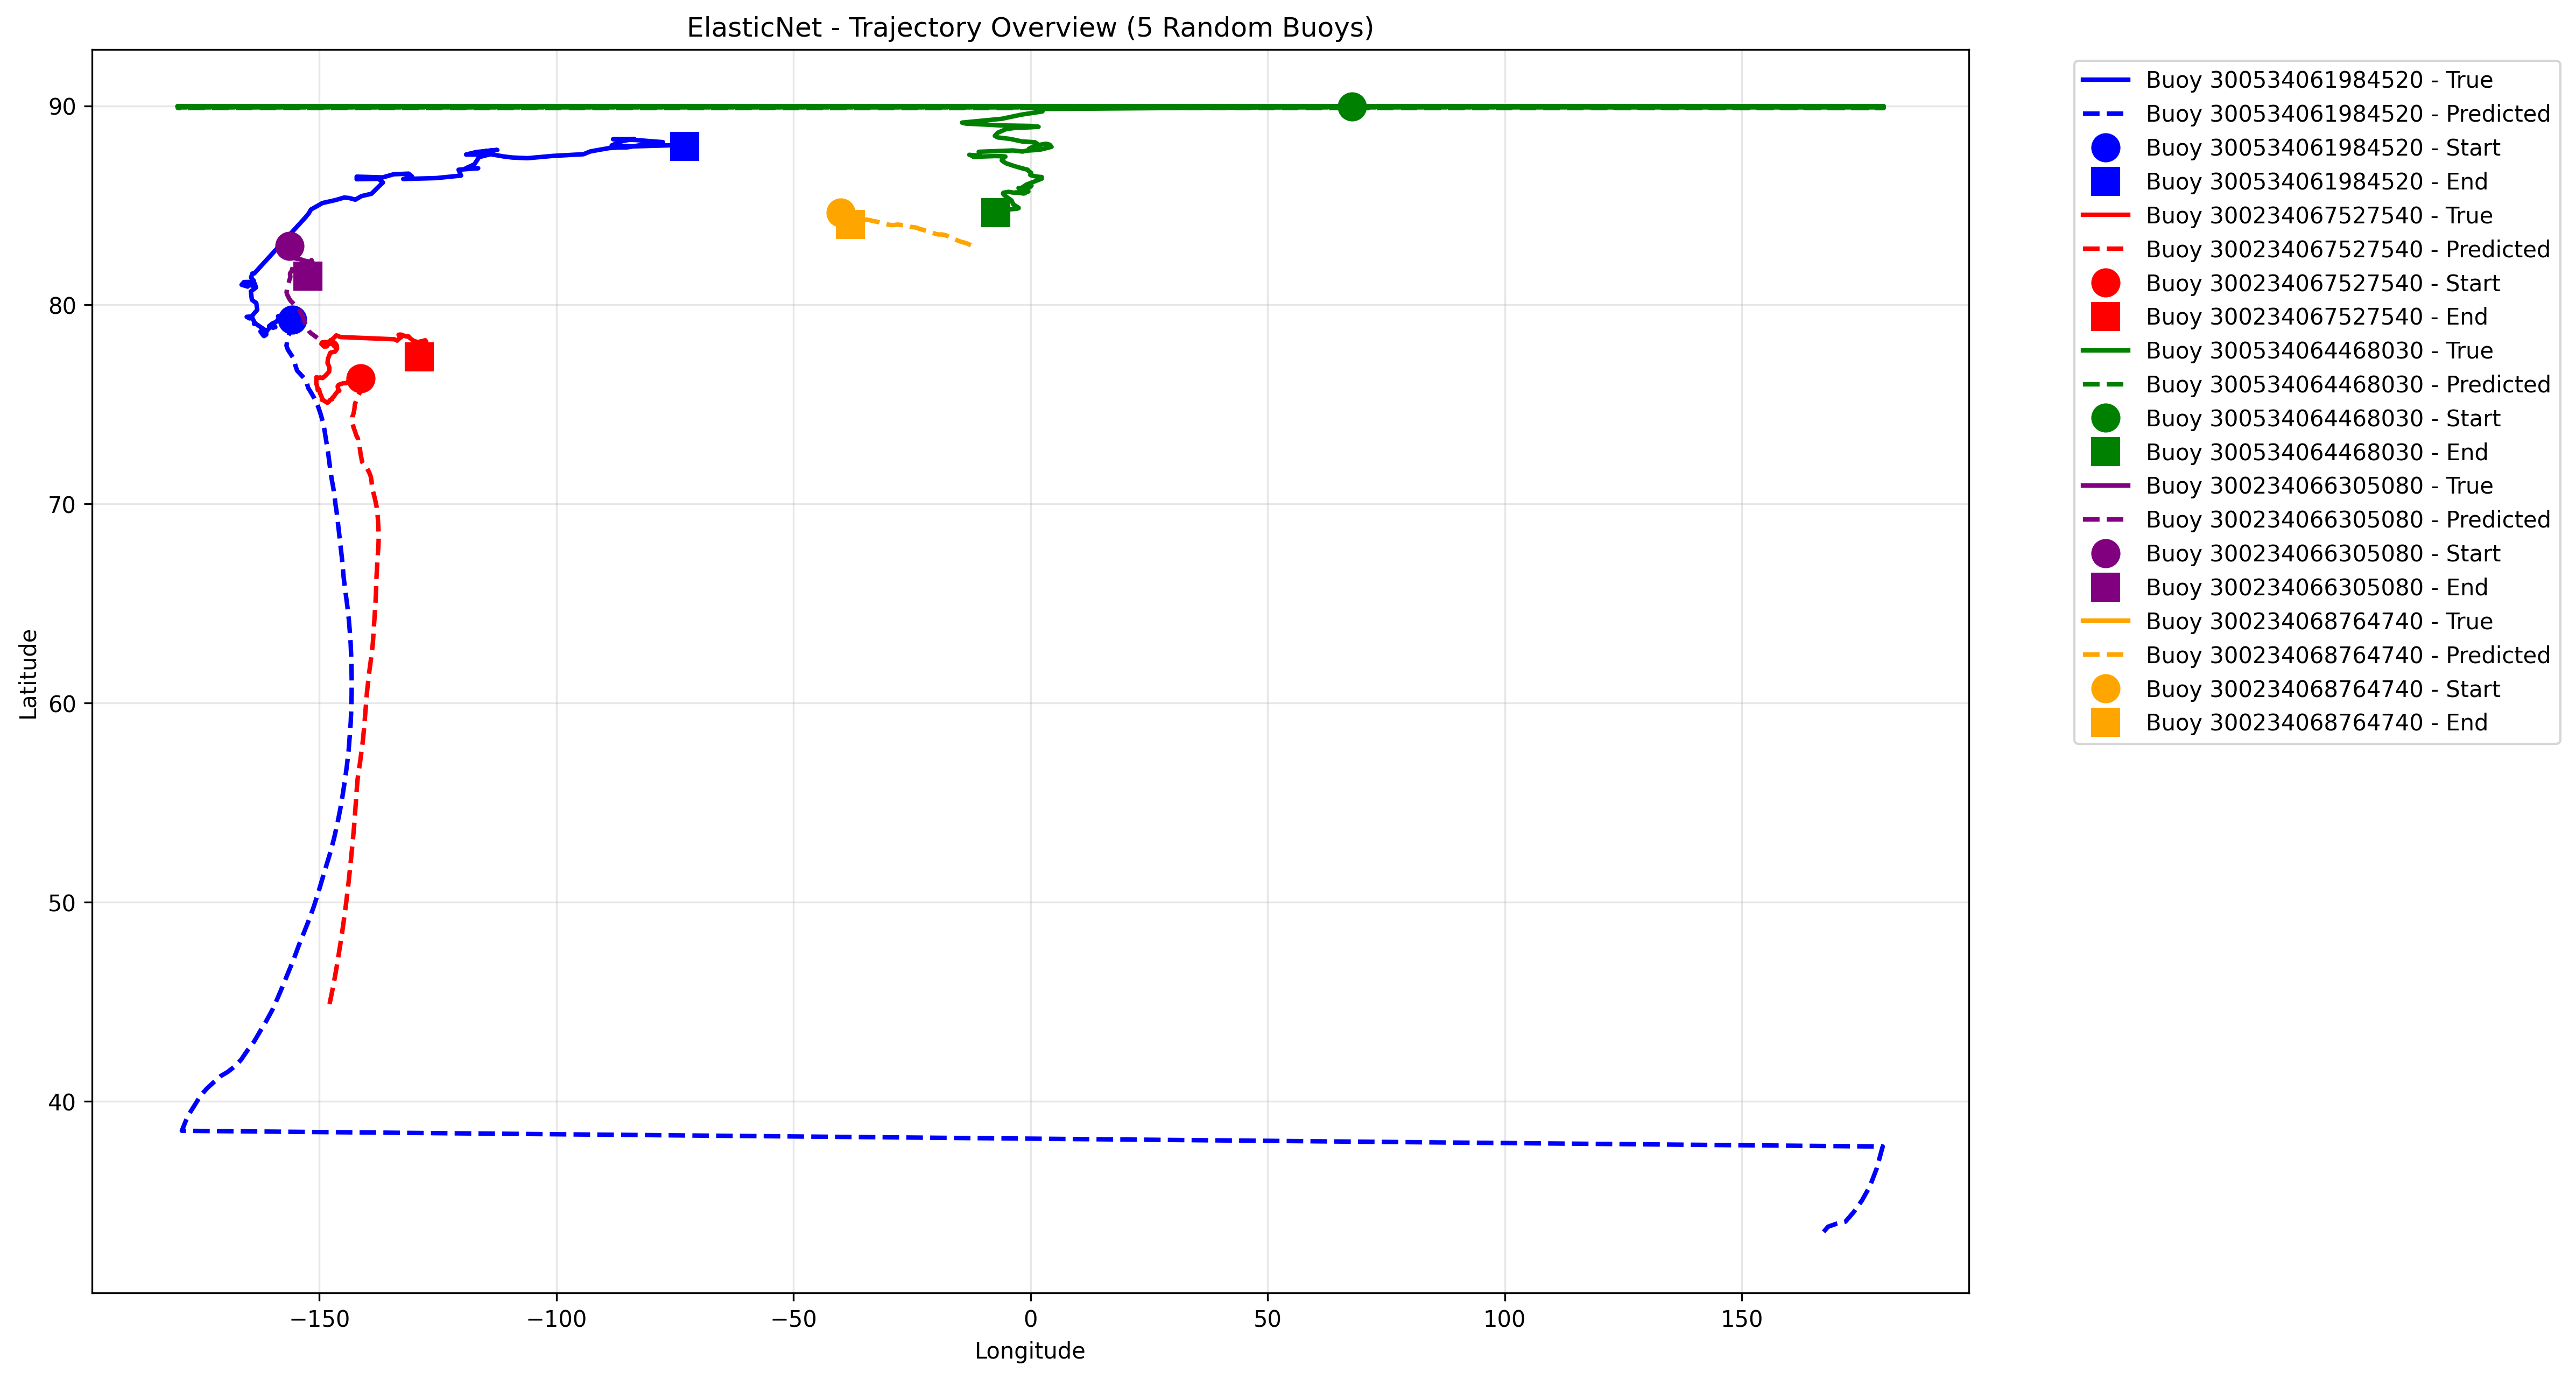 ElasticNet - Trajectory Overview (5 Random Buoys)
90
80
70
60
50
40
Latitude
−150
−100
−50
0
50
100
150
Longitude
Buoy 300534061984520 - True
Buoy 300534061984520 - Predicted
Buoy 300534061984520 - Start
Buoy 300534061984520 - End
Buoy 300234067527540 - True
Buoy 300234067527540 - Predicted
Buoy 300234067527540 - Start
Buoy 300234067527540 - End
Buoy 300534064468030 - True
Buoy 300534064468030 - Predicted
Buoy 300534064468030 - Start
Buoy 300534064468030 - End
Buoy 300234066305080 - True
Buoy 300234066305080 - Predicted
Buoy 300234066305080 - Start
Buoy 300234066305080 - End
Buoy 300234068764740 - True
Buoy 300234068764740 - Predicted
Buoy 300234068764740 - Start
Buoy 300234068764740 - End